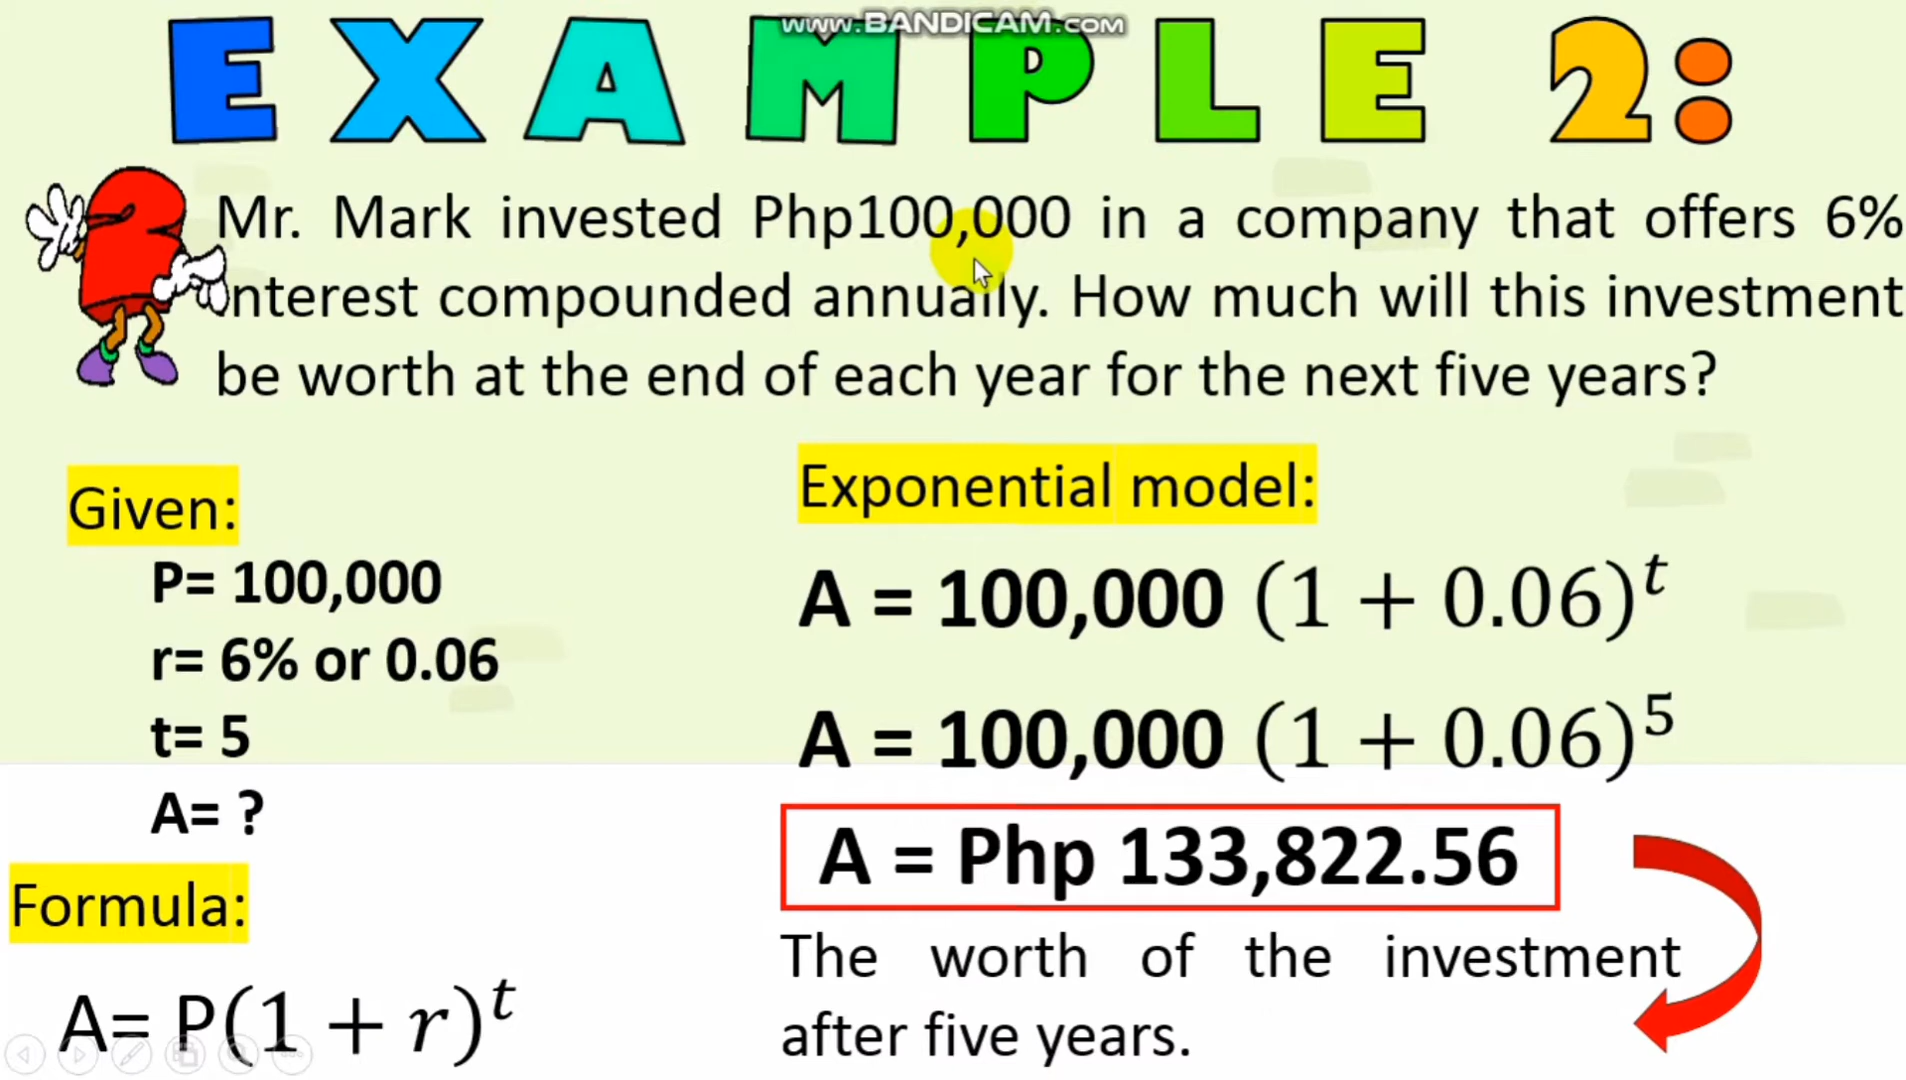 www.BANDICAM.com
EXAMPLE 2:
Mr. Mark invested Php100,000 in a company that offers 6%
nterest compounded annually. How much will this investment
be worth at the end of each year for the next five years?
Given:
P= 100,000
r= 6% or 0.06
t= 5
A= ?
Formula:
A= P(1 + r)^t
Exponential model:
A = 100,000 (1 + 0.06)^t
A = 100,000 (1 + 0.06)^5
A = Php 133,822.56
The worth of the investment
after five years.